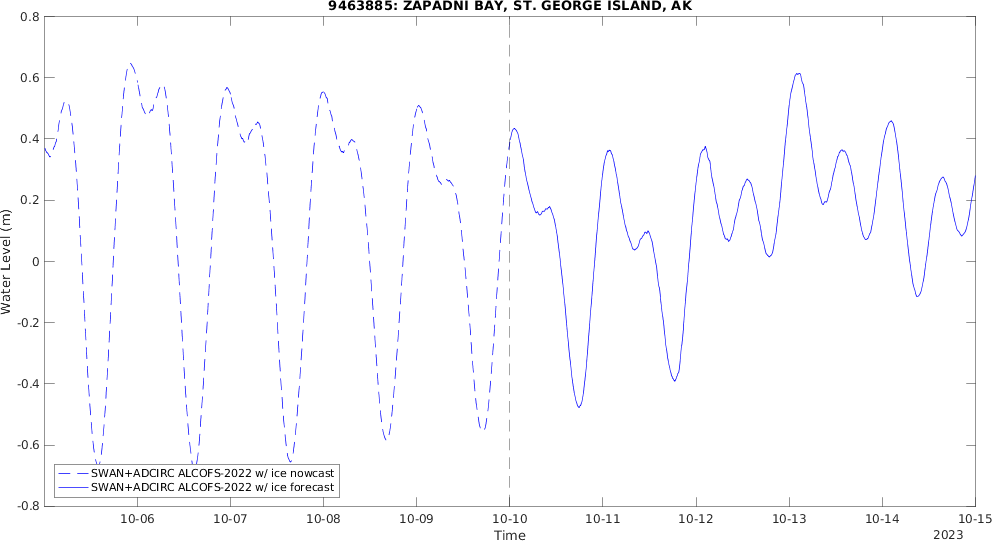 9463885: ZAPADNI BAY, ST. GEORGE ISLAND, AK
0.8
0.6
0.4
0.2
0
-0.2
-0.4
-0.6
-0.8
Water Level (m)
SWAN+ADCIRC ALCOFS-2022 w/ ice nowcast
SWAN+ADCIRC ALCOFS-2022 w/ ice forecast
10-06 10-07 10-08 10-09 10-10 10-11 10-12 10-13 10-14 10-15
Time
2023